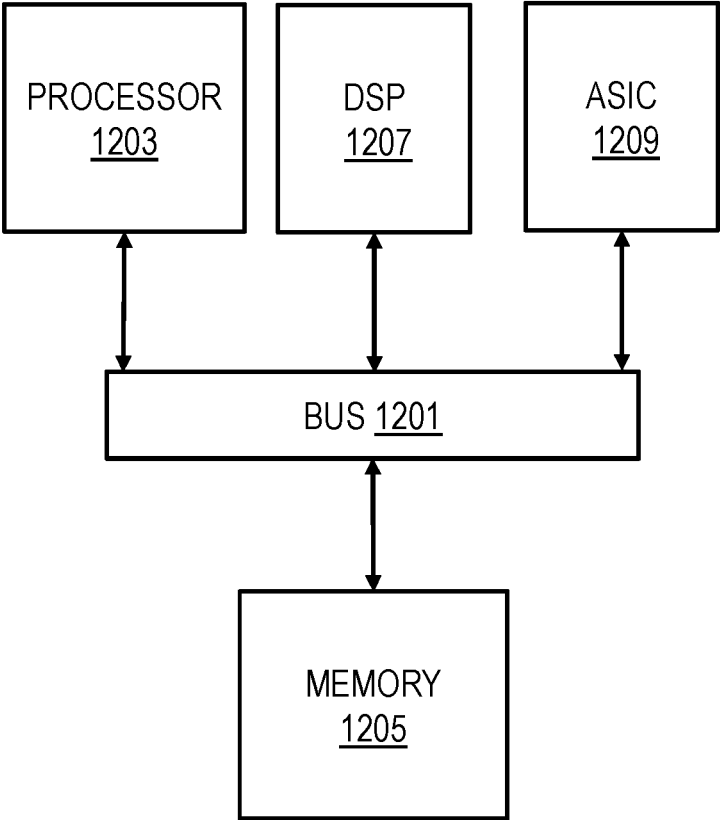 PROCESSOR
1203
DSP
1207
ASIC
1209
BUS 1201
MEMORY
1205